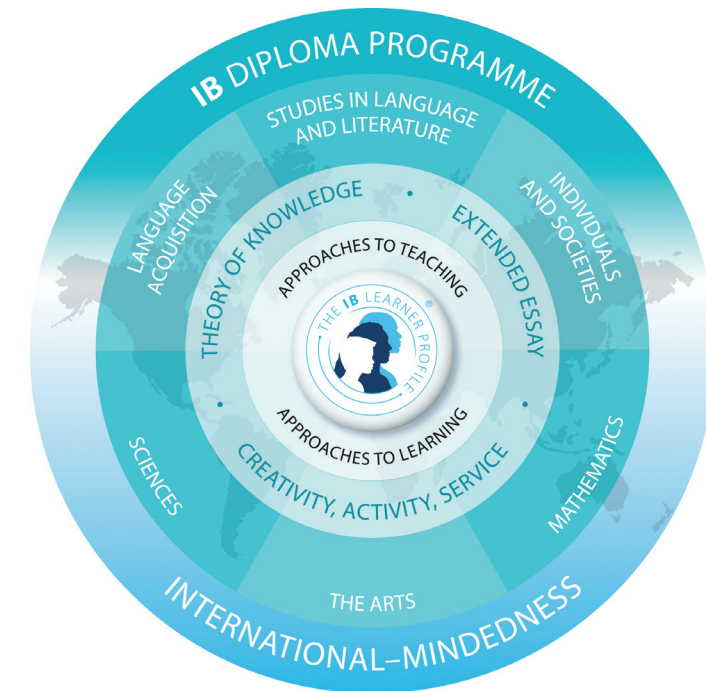 IB DIPLOMA PROGRAMME
STUDIES IN LANGUAGE
AND LITERATURE
LANGUAGE
ACQUISITION
INDIVIDUALS
AND SOCIETIES
THEORY OF KNOWLEDGE
•
EXTENDED ESSAY
APPROACHES TO TEACHING
THE IB LEARNER PROFILE
®
APPROACHES TO LEARNING
•
•
CREATIVITY, ACTIVITY, SERVICE
SCIENCES
MATHEMATICS
THE ARTS
INTERNATIONAL–MINDEDNESS